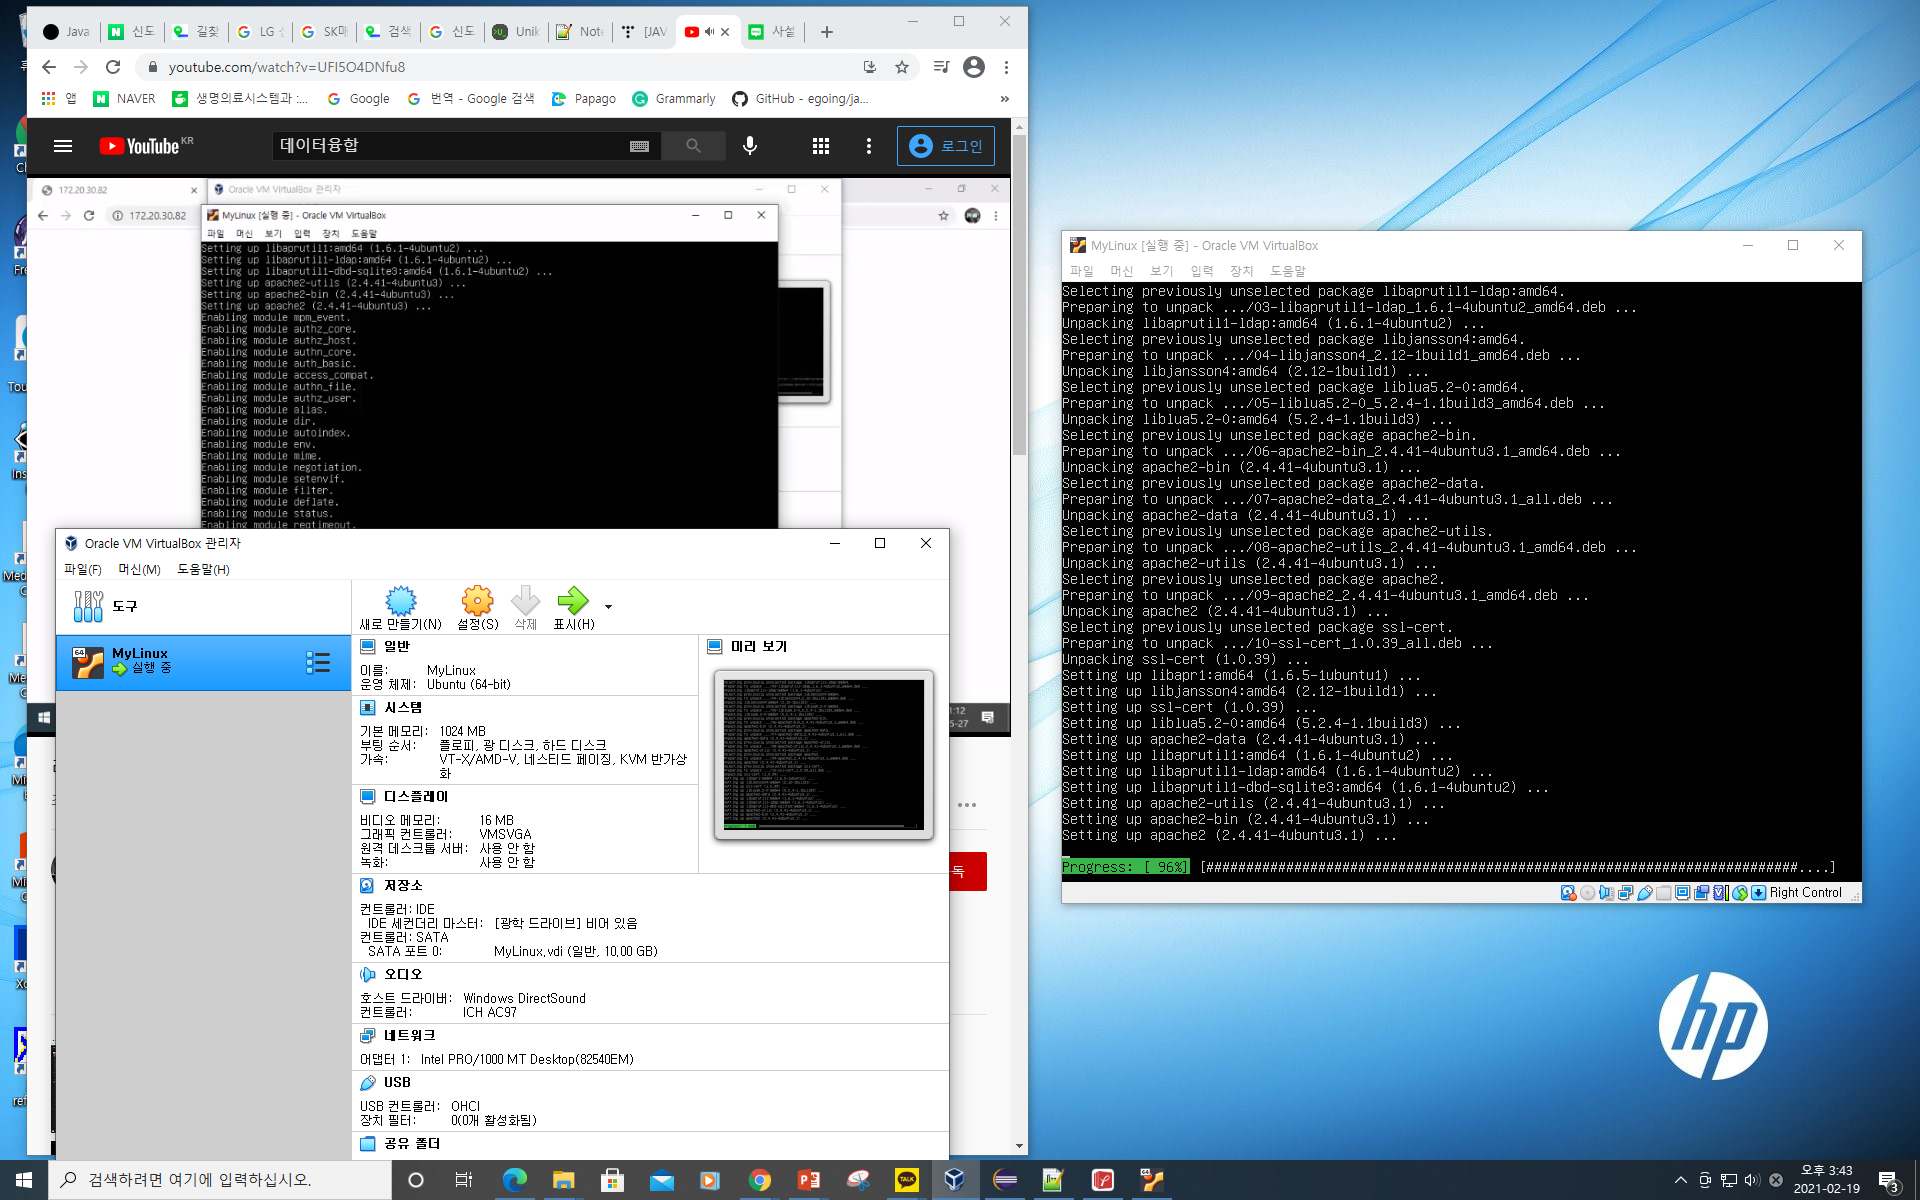 Java
신도
길찾
LG
SK매
검색
신도
Unik
Note
[JAV
사설
youtube.com/watch?v=UFI5O4DNfu8
앱
NAVER
생명의료시스템과 :...
Google
번역 - Google 검색
Papago
Grammarly
GitHub - egoing/ja...
»
YouTube KR
데이터융합
로그인
172.20.30.82
Oracle VM VirtualBox 관리자
172.20.30.82
MyLinux [실행 중] - Oracle VM VirtualBox
파일 머신 보기 입력 장치 도움말
Setting up libaprutil1:amd64 (1.6.1-4ubuntu2) ...
Setting up libaprutil1-ldap:amd64 (1.6.1-4ubuntu2) ...
Setting up libaprutil1-dbd-sqlite3:amd64 (1.6.1-4ubuntu2) ...
Setting up apache2-utils (2.4.41-4ubuntu3) ...
Setting up apache2-bin (2.4.41-4ubuntu3) ...
Setting up apache2 (2.4.41-4ubuntu3) ...
Enabling module mpm_event.
Enabling module authz_core.
Enabling module authz_host.
Enabling module authn_core.
Enabling module auth_basic.
Enabling module access_compat.
Enabling module authn_file.
Enabling module authz_user.
Enabling module alias.
Enabling module dir.
Enabling module autoindex.
Enabling module env.
Enabling module mime.
Enabling module negotiation.
Enabling module setenvif.
Enabling module filter.
Enabling module deflate.
Enabling module status.
Enabling module reqtimeout.
Oracle VM VirtualBox 관리자
파일(F) 머신(M) 도움말(H)
도구
새로 만들기(N) 설정(S) 삭제 표시(H)
MyLinux
실행 중
일반
이름: MyLinux
운영 체제: Ubuntu (64-bit)
시스템
기본 메모리: 1024 MB
부팅 순서: 플로피, 광 디스크, 하드 디스크
가속: VT-X/AMD-V, 네스티드 페이징, KVM 반가상
화
디스플레이
비디오 메모리: 16 MB
그래픽 컨트롤러: VMSVGA
원격 데스크톱 서버: 사용 안 함
녹화: 사용 안 함
저장소
컨트롤러: IDE
IDE 세컨더리 마스터: [광학 드라이브] 비어 있음
컨트롤러: SATA
SATA 포트 0: MyLinux.vdi (일반, 10.00 GB)
오디오
호스트 드라이버: Windows DirectSound
컨트롤러: ICH AC97
네트워크
어댑터 1: Intel PRO/1000 MT Desktop(82540EM)
USB
USB 컨트롤러: OHCI
장치 필터: 0(0개 활성화됨)
공유 폴더
미리 보기
1:12
5-27
독
MyLinux [실행 중] - Oracle VM VirtualBox
파일 머신 보기 입력 장치 도움말
Selecting previously unselected package libaprutil1-ldap:amd64.
Preparing to unpack .../03-libaprutil1-ldap_1.6.1-4ubuntu2_amd64.deb ...
Unpacking libaprutil1-ldap:amd64 (1.6.1-4ubuntu2) ...
Selecting previously unselected package libjansson4:amd64.
Preparing to unpack .../04-libjansson4_2.12-1build1_amd64.deb ...
Unpacking libjansson4:amd64 (2.12-1build1) ...
Selecting previously unselected package liblua5.2-0:amd64.
Preparing to unpack .../05-liblua5.2-0_5.2.4-1.1build3_amd64.deb ...
Unpacking liblua5.2-0:amd64 (5.2.4-1.1build3) ...
Selecting previously unselected package apache2-bin.
Preparing to unpack .../06-apache2-bin_2.4.41-4ubuntu3.1_amd64.deb ...
Unpacking apache2-bin (2.4.41-4ubuntu3.1) ...
Selecting previously unselected package apache2-data.
Preparing to unpack .../07-apache2-data_2.4.41-4ubuntu3.1_all.deb ...
Unpacking apache2-data (2.4.41-4ubuntu3.1) ...
Selecting previously unselected package apache2-utils.
Preparing to unpack .../08-apache2-utils_2.4.41-4ubuntu3.1_amd64.deb ...
Unpacking apache2-utils (2.4.41-4ubuntu3.1) ...
Selecting previously unselected package apache2.
Preparing to unpack .../09-apache2_2.4.41-4ubuntu3.1_amd64.deb ...
Unpacking apache2 (2.4.41-4ubuntu3.1) ...
Selecting previously unselected package ssl-cert.
Preparing to unpack .../10-ssl-cert_1.0.39_all.deb ...
Unpacking ssl-cert (1.0.39) ...
Setting up libapr1:amd64 (1.6.5-1ubuntu1) ...
Setting up libjansson4:amd64 (2.12-1build1) ...
Setting up ssl-cert (1.0.39) ...
Setting up liblua5.2-0:amd64 (5.2.4-1.1build3) ...
Setting up apache2-data (2.4.41-4ubuntu3.1) ...
Setting up libaprutil1:amd64 (1.6.1-4ubuntu2) ...
Setting up libaprutil1-ldap:amd64 (1.6.1-4ubuntu2) ...
Setting up libaprutil1-dbd-sqlite3:amd64 (1.6.1-4ubuntu2) ...
Setting up apache2-utils (2.4.41-4ubuntu3.1) ...
Setting up apache2-bin (2.4.41-4ubuntu3.1) ...
Setting up apache2 (2.4.41-4ubuntu3.1) ...
Progress: [ 96%] [##########################################################################....]
Right Control
hp
검색하려면 여기에 입력하십시오.
TALK
오후 3:43
2021-02-19
3